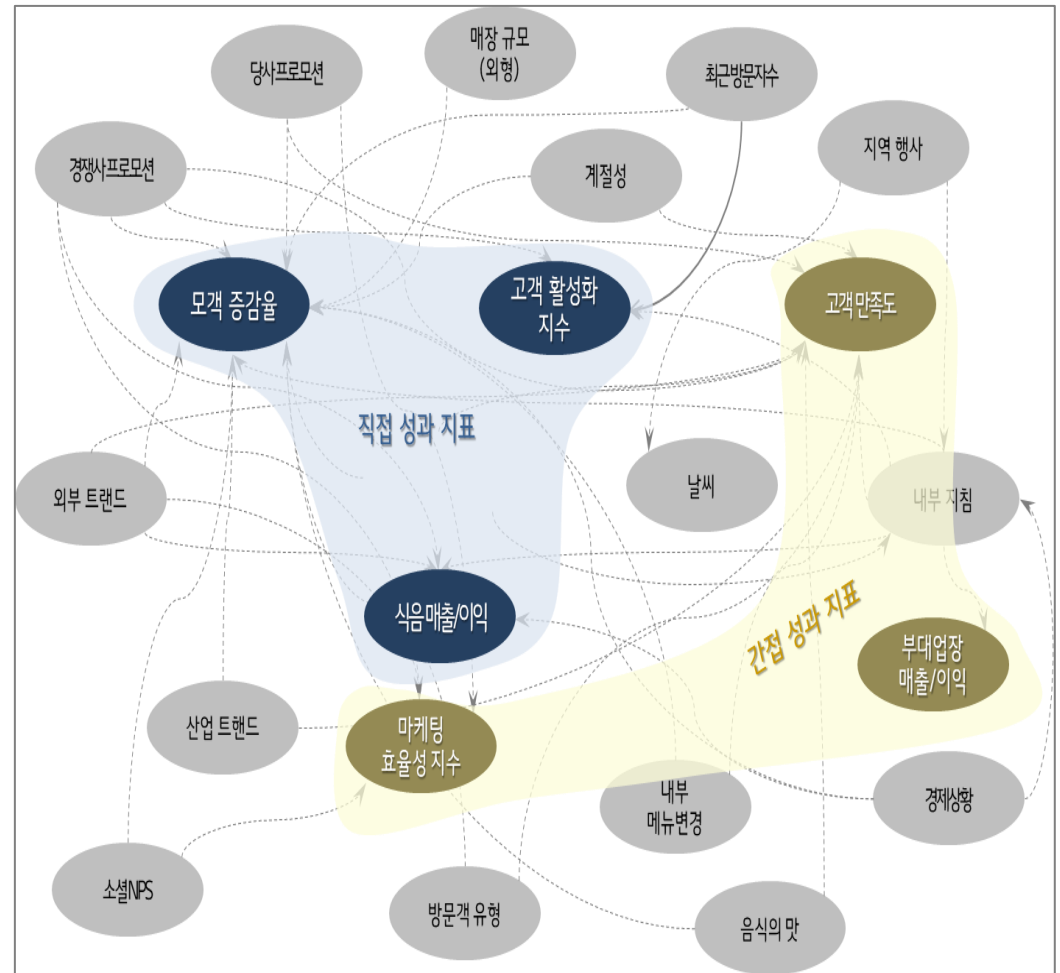 매장 규모
(외형)
당사프로모션
최근방문자수
지역 행사
경쟁사프로모션
계절성
모객 증감율
고객 활성화
지수
고객만족도
직접 성과 지표
외부 트랜드
날씨
내부 지침
식음매출/이익
간접 성과 지표
부대업장
매출/이익
산업 트핸드
마케팅
효율성 지수
내부
메뉴변경
경제상황
소셜NPS
방문객 유형
음식의 맛